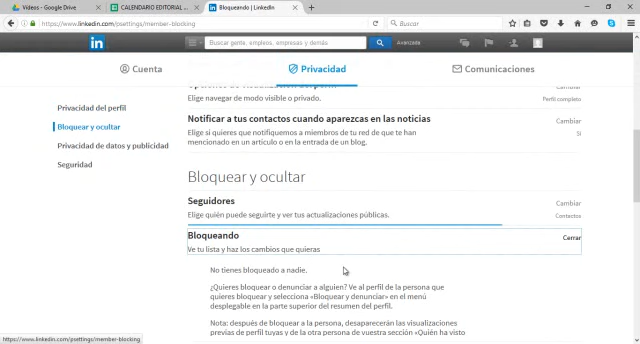 Vídeos - Google Drive
CALENDARIO EDITORIAL ...
Bloqueando | LinkedIn
https://www.linkedin.com/psettings/member-blocking
Buscar
in
Buscar gente, empleos, empresas y demás
Avanzada
Cuenta
Privacidad
Comunicaciones
Cambiar
Elige navegar de modo visible o privado.
Perfil completo
Privacidad del perfil
Bloquear y ocultar
Privacidad de datos y publicidad
Seguridad
Notificar a tus contactos cuando aparezcas en las noticias
Cambiar
Elige si quieres que notifiquemos a miembros de tu red de que te han
Sí
mencionado en un artículo o en la entrada de un blog.
Bloquear y ocultar
Seguidores
Cambiar
Elige quién puede seguirte y ver tus actualizaciones públicas.
Contactos
Bloqueando
Cerrar
Ve tu lista y haz los cambios que quieras
No tienes bloqueado a nadie.
¿Quieres bloquear o denunciar a alguien? Ve al perfil de la persona que
quieres bloquear y selecciona «Bloquear y denunciar» en el menú
desplegable en la parte superior del resumen del perfil.
Nota: después de bloquear a la persona, desaparecerán las visualizaciones
previas de perfil tuyas y de la otra persona de vuestra sección «Quién ha visto
https://www.linkedin.com/psettings/member-blocking